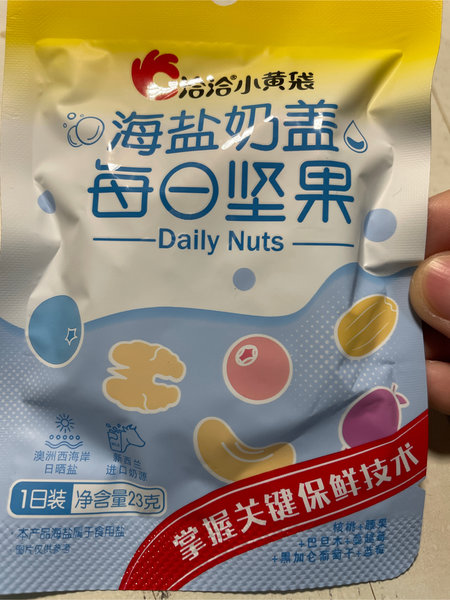 洽洽®小黄袋
海盐奶盖
每日坚果
Daily Nuts
澳洲西海岸
日晒盐
新西兰
进口奶源
1日装 净含量23克
·本产品海盐属于食用盐
图片仅供参考
掌握关键保鲜技术
核桃+腰果
+巴旦木+蔓越莓
+黑加仑葡萄干+蓝莓